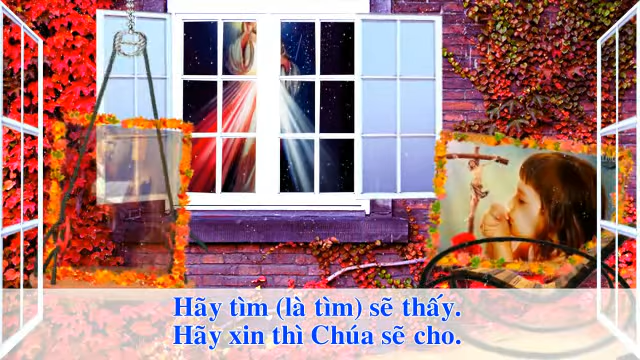 Hãy tìm (là tìm) sẽ thấy.
Hãy xin thì Chúa sẽ cho.